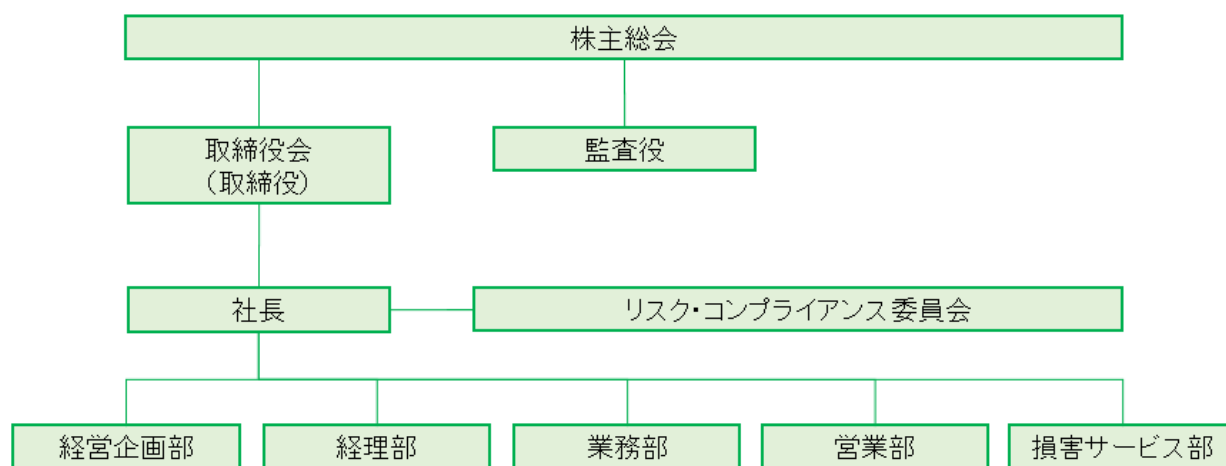 株主総会
取締役会
（取締役）
監査役
社長
リスク・コンプライアンス委員会
経営企画部
経理部
業務部
営業部
損害サービス部